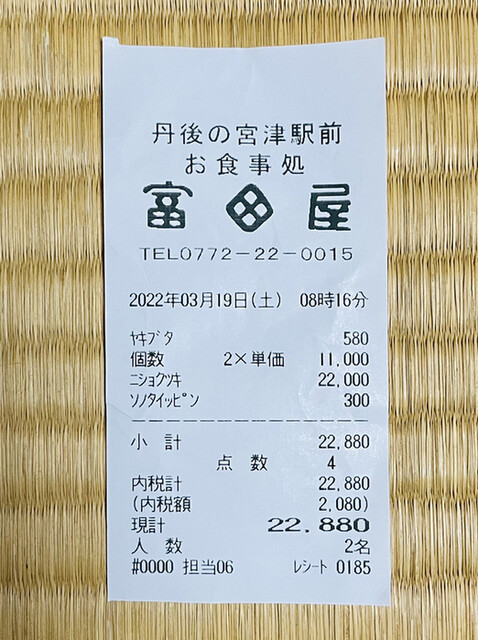 丹後の宮津駅前
お食事処
富田屋
TEL0772-22-0015
2022年03月19日(土) 08時16分
ﾔｷﾌﾞﾀ 580
個数 2×単価 11,000
ﾆｼｮｸﾂｷ 22,000
ｿﾉﾀｲｯﾋﾟﾝ 300
小計 22,880
点数 4
内税計 22,880
(内税額 2,080)
現計 22,880
人数 2名
#0000 担当06 ﾚｼｰﾄ 0185